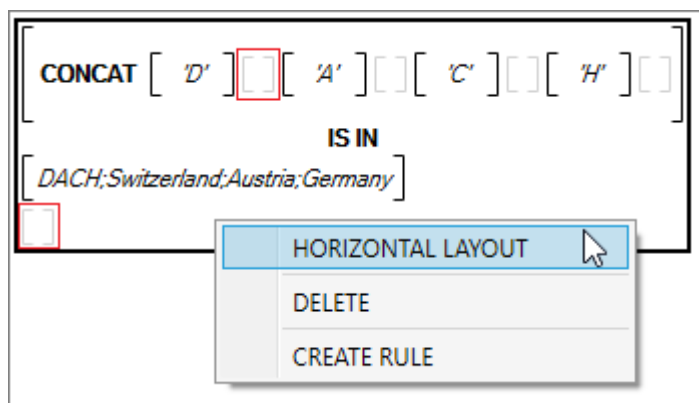 CONCAT [ 'D' ] [ ] [ 'A' ] [ ] [ 'C' ] [ ] [ 'H' ] [ ]
IS IN
[ DACH;Switzerland;Austria;Germany ]
[ ]
HORIZONTAL LAYOUT
DELETE
CREATE RULE